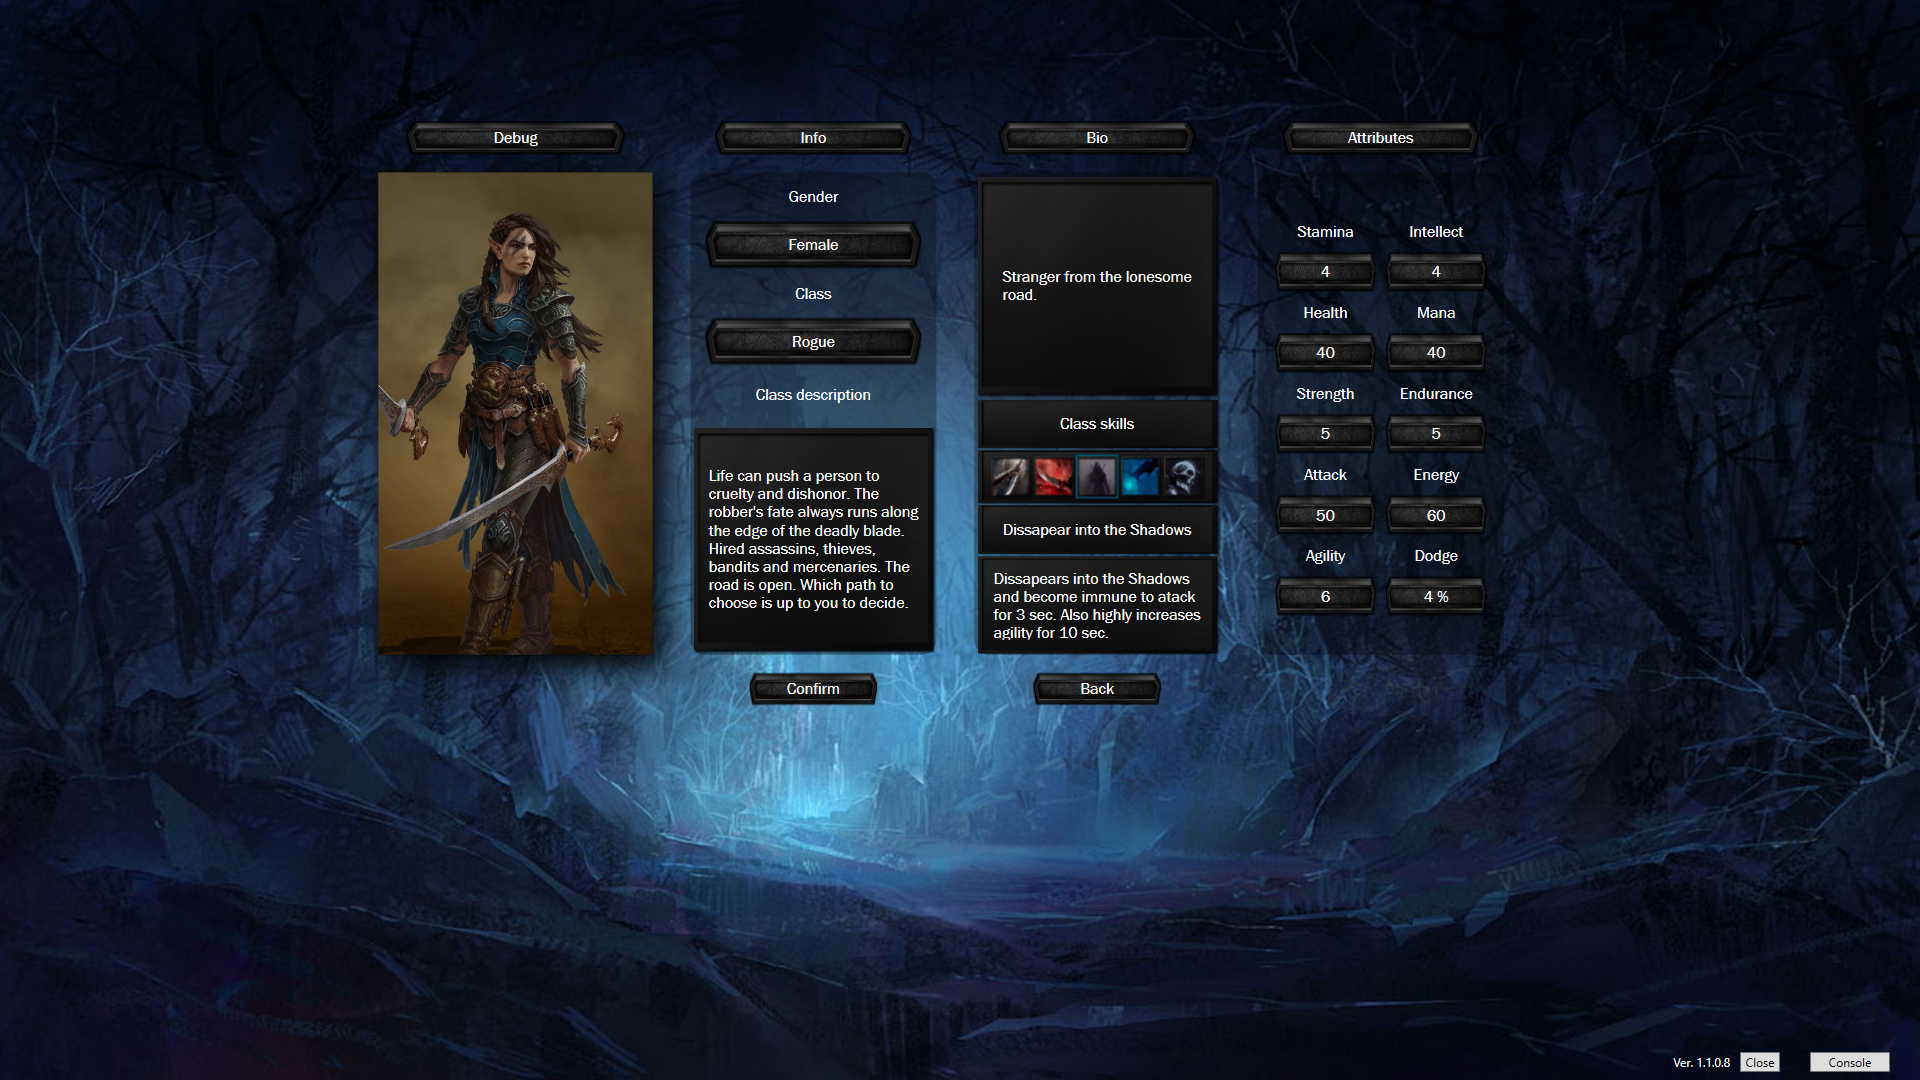 Debug
Info
Gender
Female
Class
Rogue
Class description
Life can push a person to
cruelty and dishonor. The
robber's fate always runs along
the edge of the deadly blade.
Hired assassins, thieves,
bandits and mercenaries. The
road is open. Which path to
choose is up to you to decide.
Confirm
Bio
Stranger from the lonesome
road.
Class skills
Dissapear into the Shadows
Dissapears into the Shadows
and become immune to atack
for 3 sec. Also highly increases
agility for 10 sec.
Back
Attributes
Stamina Intellect
4 4
Health Mana
40 40
Strength Endurance
5 5
Attack Energy
50 60
Agility Dodge
6 4 %
Ver. 1.1.0.8 Close Console